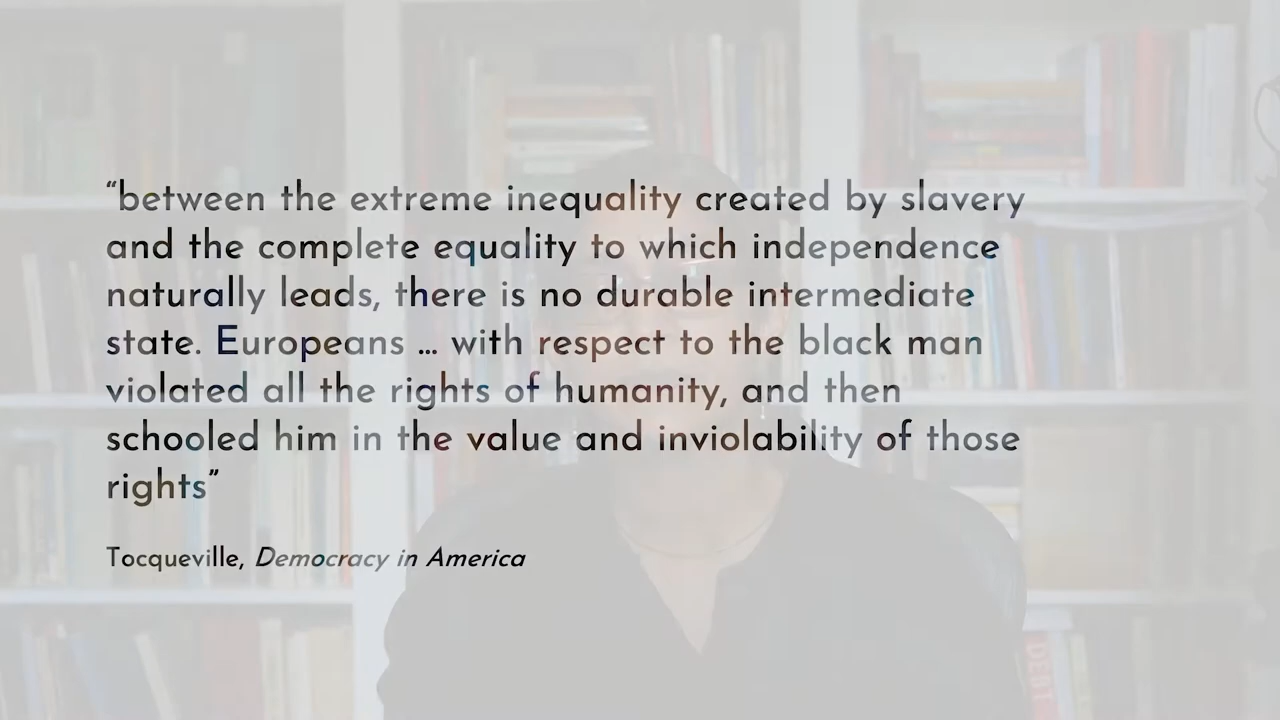 “between the extreme inequality created by slavery
and the complete equality to which independence
naturally leads, there is no durable intermediate
state. Europeans ... with respect to the black man
violated all the rights of humanity, and then
schooled him in the value and inviolability of those
rights”
Tocqueville, Democracy in America
DEBT